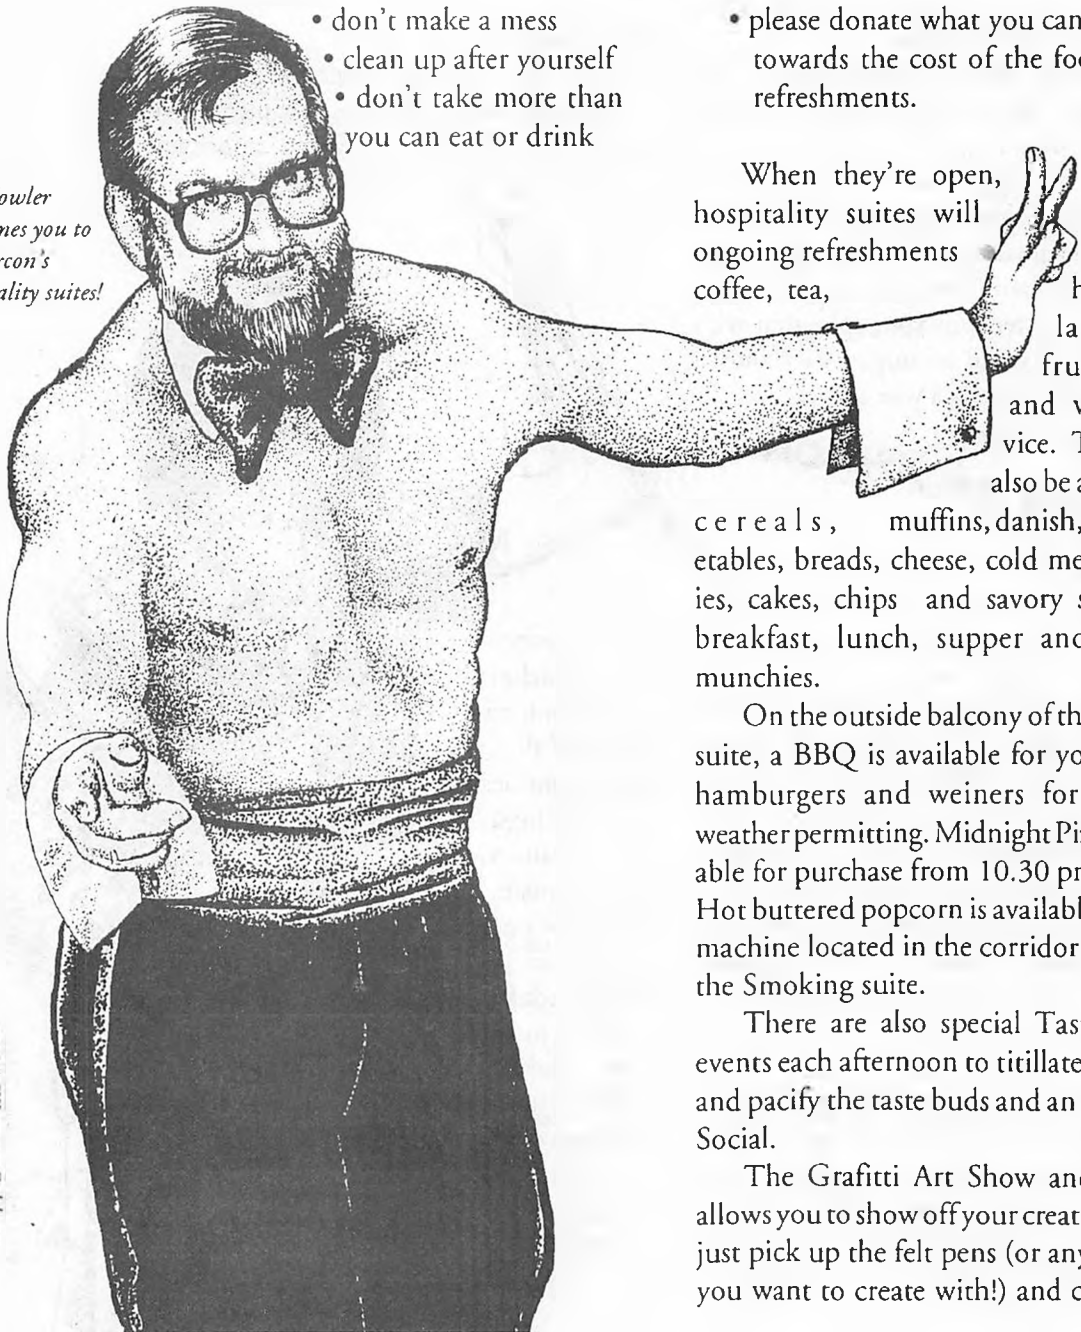 • don't make a mess
• clean up after yourself
• don't take more than
you can eat or drink
owler
nes you to
rcon's
ality suites!
• please donate what you can
towards the cost of the foo
refreshments.
When they're open,
hospitality suites will
ongoing refreshments
coffee, tea, h
la
fru
and v
vice. T
also be a
cereals, muffins, danish,
etables, breads, cheese, cold me
ies, cakes, chips and savory s
breakfast, lunch, supper and
munchies.
On the outside balcony of th
suite, a BBQ is available for yo
hamburgers and weiners for
weather permitting. Midnight Pi
able for purchase from 10.30 pr
Hot buttered popcorn is availabl
machine located in the corridor
the Smoking suite.
There are also special Tas
events each afternoon to titillate
and pacify the taste buds and an
Social.
The Grafitti Art Show and
allows you to show off your creat
just pick up the felt pens (or any
you want to create with!) and c